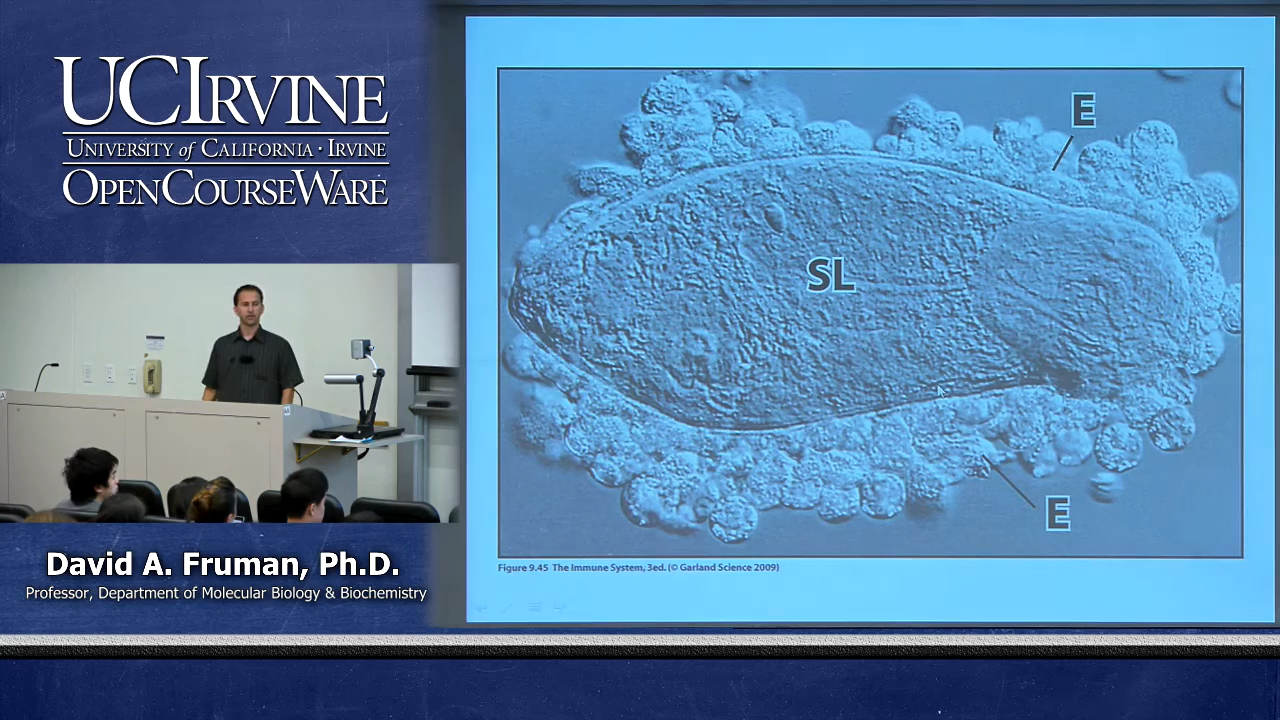 UCIRVINE
UNIVERSITY of CALIFORNIA · IRVINE
OPENCOURSEWARE
David A. Fruman, Ph.D.
Professor, Department of Molecular Biology & Biochemistry
E
SL
E
Figure 9.45 The Immune System, 3ed. (© Garland Science 2009)